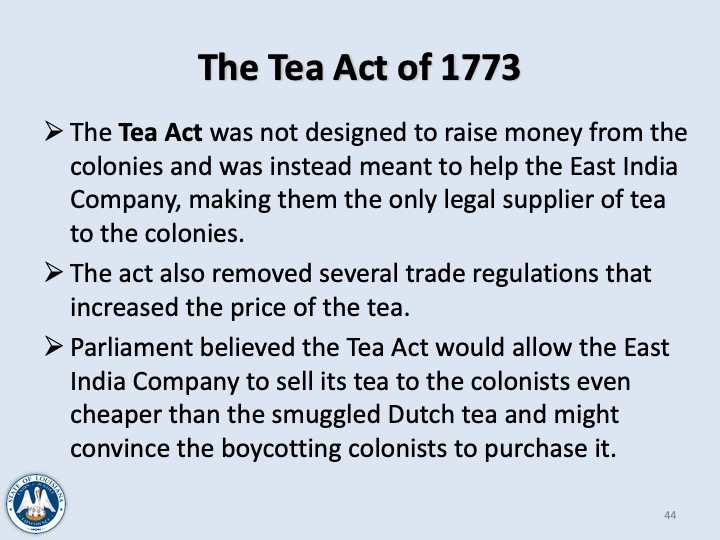 The Tea Act of 1773
➢ The Tea Act was not designed to raise money from the
colonies and was instead meant to help the East India
Company, making them the only legal supplier of tea
to the colonies.
➢ The act also removed several trade regulations that
increased the price of the tea.
➢ Parliament believed the Tea Act would allow the East
India Company to sell its tea to the colonists even
cheaper than the smuggled Dutch tea and might
convince the boycotting colonists to purchase it.
STATE OF LOUISIANA
CONFIDENCE
44